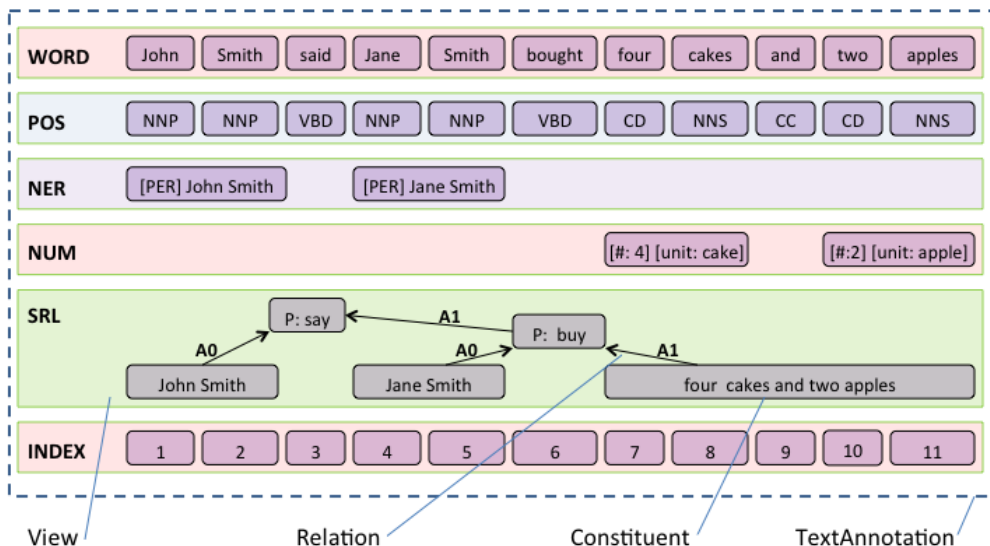 WORD John Smith said Jane Smith bought four cakes and two apples
POS NNP NNP VBD NNP NNP VBD CD NNS CC CD NNS
NER [PER] John Smith [PER] Jane Smith
NUM [#: 4] [unit: cake] [#:2] [unit: apple]
SRL P: say A1 P: buy
A0 A0 A1
John Smith Jane Smith four cakes and two apples
INDEX 1 2 3 4 5 6 7 8 9 10 11
View Relation Constituent TextAnnotation